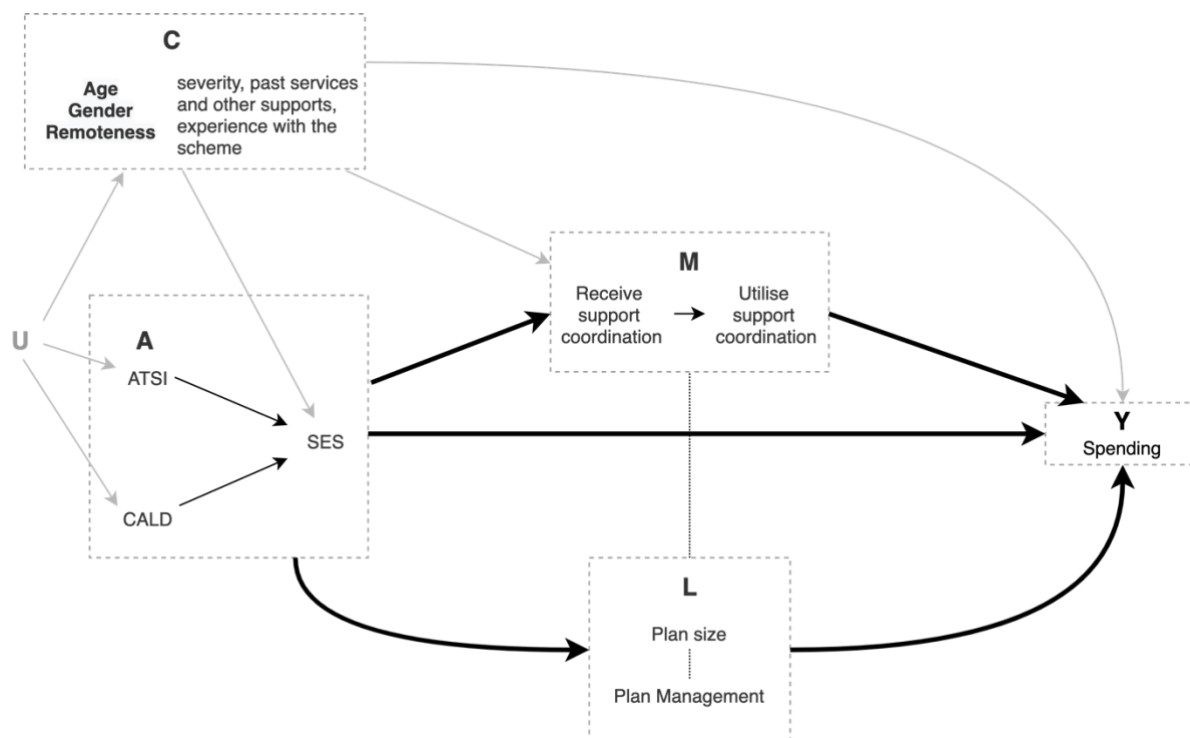 C
Age
Gender
Remoteness
severity, past services
and other supports,
experience with the
scheme
U
A
ATSI
SES
CALD
M
Receive
support
coordination
Utilise
support
coordination
Y
Spending
L
Plan size
Plan Management